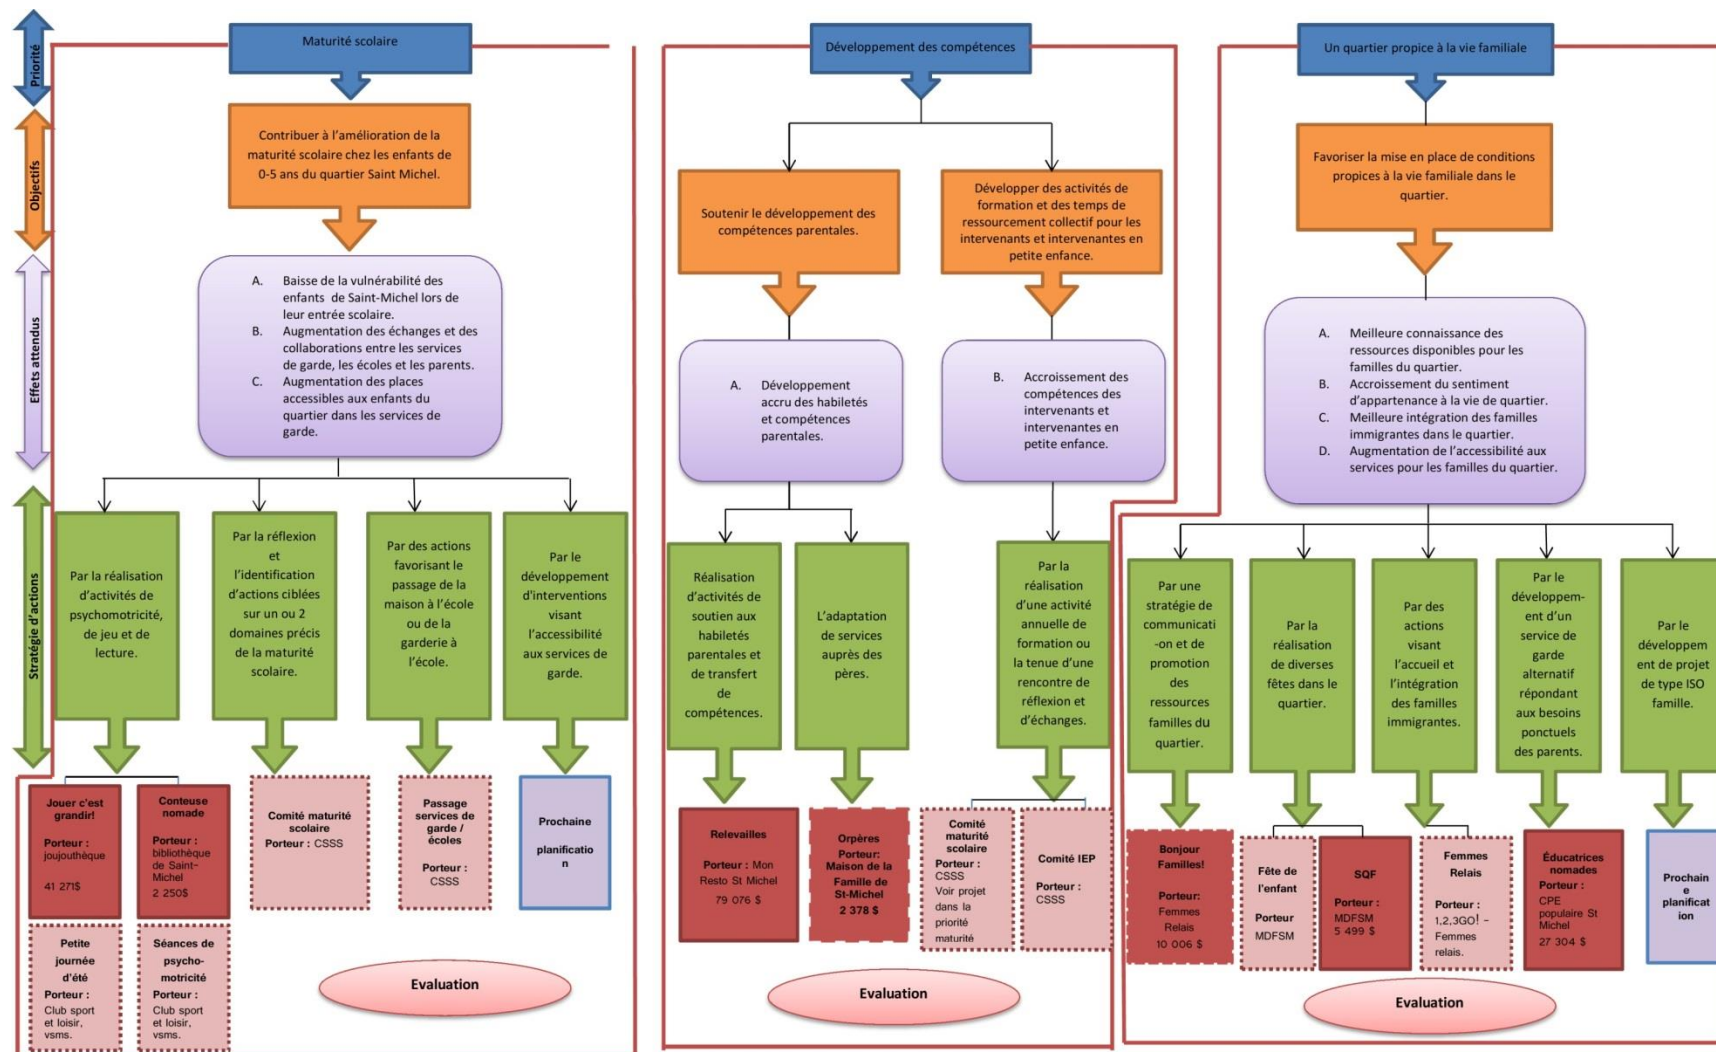 Priorité
Objectifs
Effets attendus
Stratégie d'actions
Maturité scolaire
Contribuer à l'amélioration de la
maturité scolaire chez les enfants de
0-5 ans du quartier Saint Michel.
A. Baisse de la vulnérabilité des
enfants de Saint-Michel lors de
leur entrée scolaire.
B. Augmentation des échanges et des
collaborations entre les services
de garde, les écoles et les parents.
C. Augmentation des places
accessibles aux enfants du
quartier dans les services de
garde.
Par la réalisation
d'activités de
psychomotricité,
de jeu et de
lecture.
Par la réflexion
et
l'identification
d'actions ciblées
sur un ou 2
domaines précis
de la maturité
scolaire.
Par des actions
favorisant le
passage de la
maison à l'école
ou de la
garderie à
l'école.
Par le
développement
d'interventions
visant
l'accessibilité
aux services de
garde.
Jouer c'est
grandir!
Porteur :
joujouthèque
41 271$
Conteuse
nomade
Porteur :
bibliothèque
de Saint-
Michel
2 250$
Comité maturité
scolaire
Porteur : CSSS
Passage
services de
garde /
écoles
Porteur :
CSSS
Prochaine
planificatio
n
Petite
journée
d'été
Porteur :
Club sport
et loisir,
vsms.
Séances de
psycho-
motricité
Porteur :
Club sport
et loisir,
vsms.
Evaluation
Développement des compétences
Soutenir le développement des
compétences parentales.
Développer des activités de
formation et des temps de
ressourcement collectif pour les
intervenants et intervenantes en
petite enfance.
A. Développement
accru des habiletés
et compétences
parentales.
B. Accroissement des
compétences des
intervenants et
intervenantes en
petite enfance.
Réalisation
d'activités de
soutien aux
habiletés
parentales et
de transfert de
compétences.
L'adaptation
de services
auprès des
pères.
Par la
réalisation
d'une activité
annuelle de
formation ou
la tenue d'une
rencontre de
réflexion et
d'échanges.
Relevailles
Porteur : Mon
Resto St Michel
79 076 $
Orpères
Porteur:
Maison de la
Famille de
St-Michel
2 378 $
Comité
maturité
scolaire
Porteur :
CSSS
Voir projet
dans la
priorité
maturité
Comité IEP
Porteur :
CSSS
Evaluation
Un quartier propice à la vie familiale
Favoriser la mise en place de conditions
propices à la vie familiale dans le
quartier.
A. Meilleure connaissance des
ressources disponibles pour les
familles du quartier.
B. Accroissement du sentiment
d'appartenance à la vie de quartier.
C. Meilleure intégration des familles
immigrantes dans le quartier.
D. Augmentation de l'accessibilité aux
services pour les familles du quartier.
Par une
stratégie de
communicati
-on et de
promotion
des
ressources
familles du
quartier.
Par la
réalisation
de diverses
fêtes dans le
quartier.
Par des
actions
visant
l'accueil et
l'intégration
des familles
immigrantes.
Par le
développem-
ent d'un
service de
garde
alternatif
répondant
aux besoins
ponctuels
des parents.
Par le
développem
ent de projet
de type ISO
famille.
Bonjour
Familles!
Porteur:
Femmes
Relais
10 006 $
Fête de
l'enfant
Porteur
MDFSM
SQF
Porteur :
MDFSM
5 499 $
Femmes
Relais
Porteur :
1,2,3GO! -
Femmes
relais.
Éducatrices
nomades
Porteur :
CPE
populaire St
Michel
27 304 $
Prochain
e
planificat
ion
Evaluation